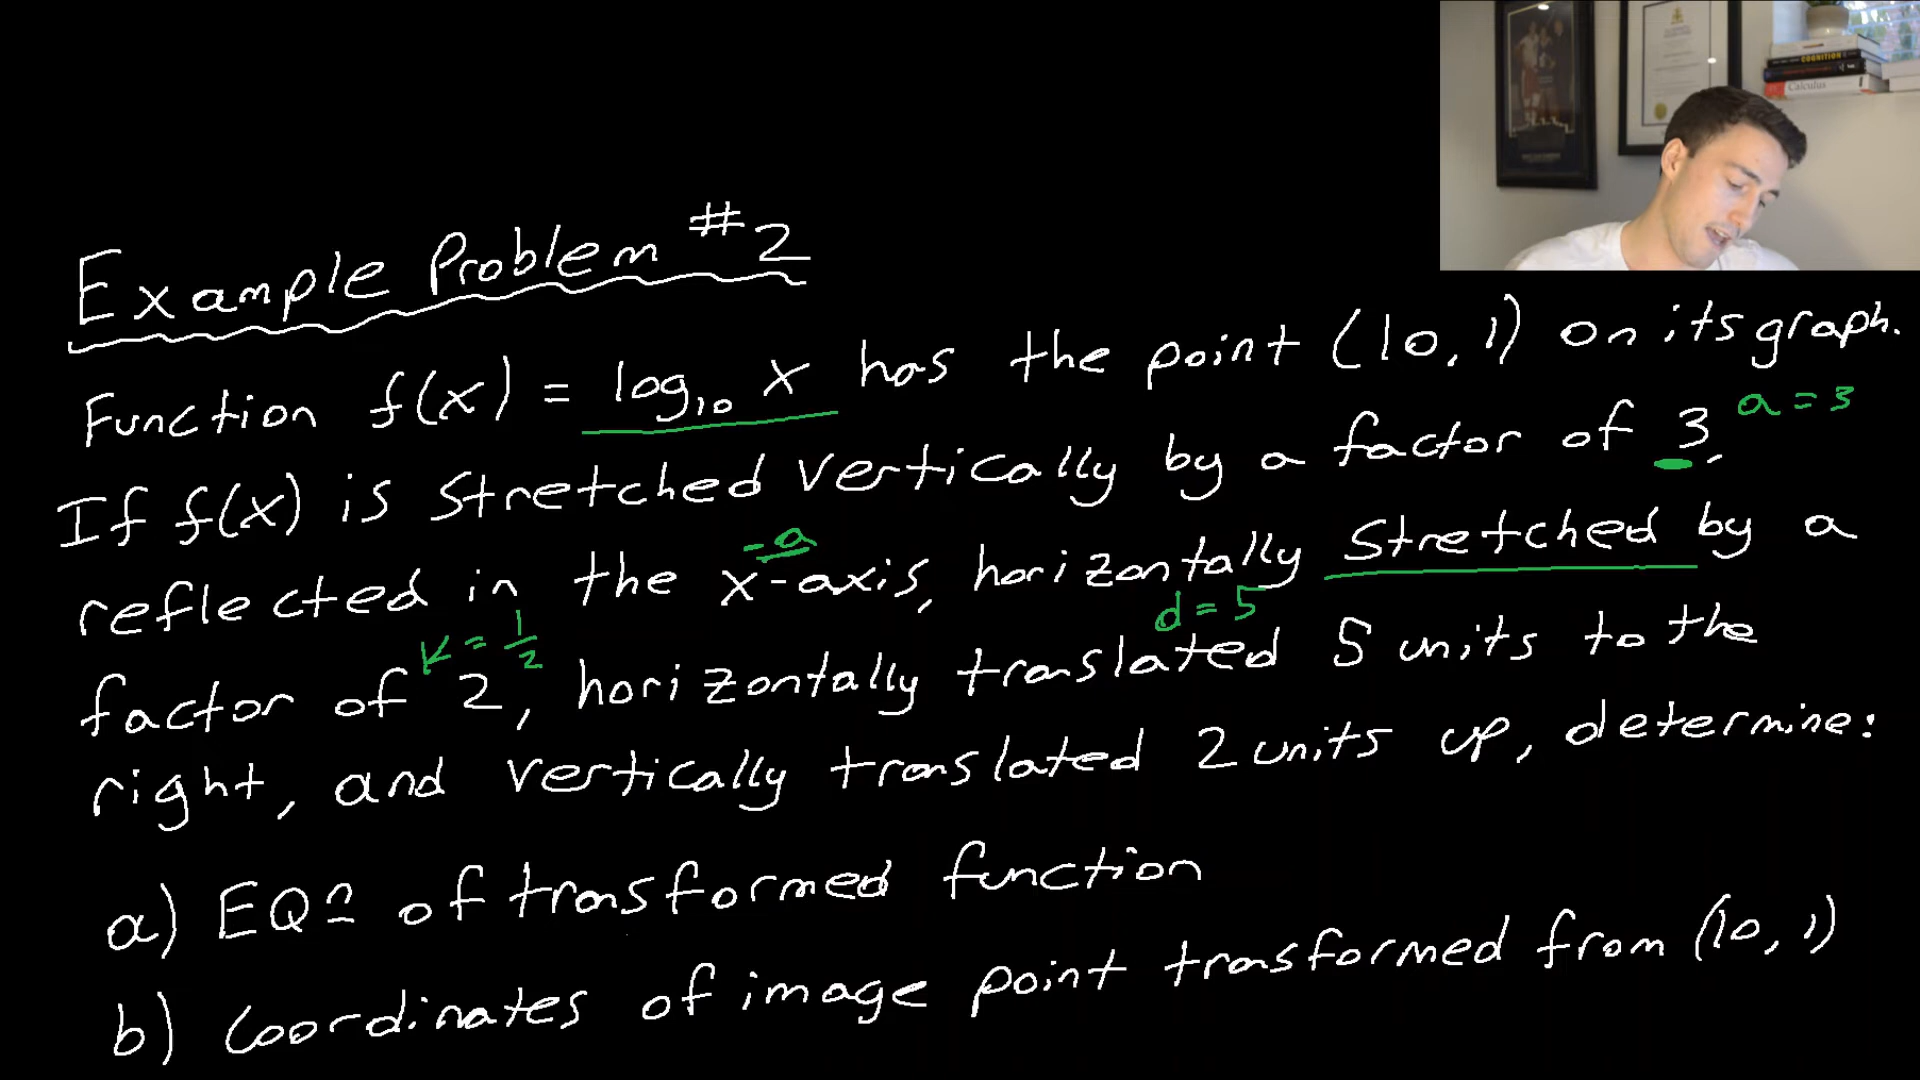 COGNITION
Calculus
Example Problem #2
Function f(x) = log₁₀ x has the point (10, 1) on its graph.
a = 3
If f(x) is stretched vertically by a factor of 3,
-a
reflected in the x-axis, horizontally stretched by a
k = 1/2 d = 5
factor of 2, horizontally translated 5 units to the
right, and vertically translated 2 units up, determine:
a) EQn of transformed function
b) Coordinates of image point transformed from (10, 1)